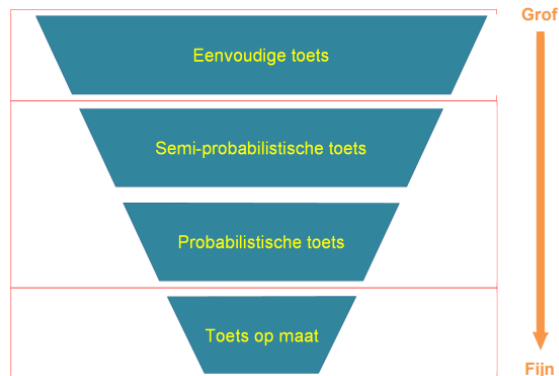 Grof
Eenvoudige toets
Semi-probabilistische toets
Probabilistische toets
Toets op maat
Fijn